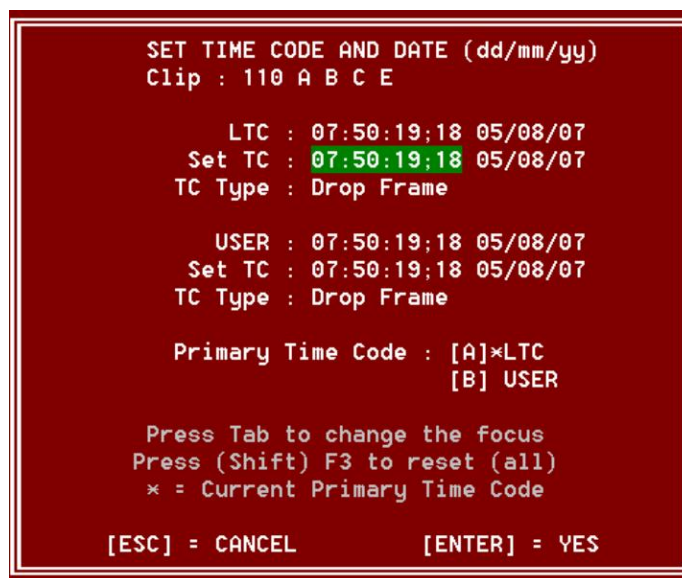 SET TIME CODE AND DATE (dd/mm/yy)
Clip : 110 A B C E
LTC : 07:50:19;18 05/08/07
Set TC : 07:50:19;18 05/08/07
TC Type : Drop Frame
USER : 07:50:19;18 05/08/07
Set TC : 07:50:19;18 05/08/07
TC Type : Drop Frame
Primary Time Code : [A]*LTC
[B] USER
Press Tab to change the focus
Press (Shift) F3 to reset (all)
* = Current Primary Time Code
[ESC] = CANCEL [ENTER] = YES